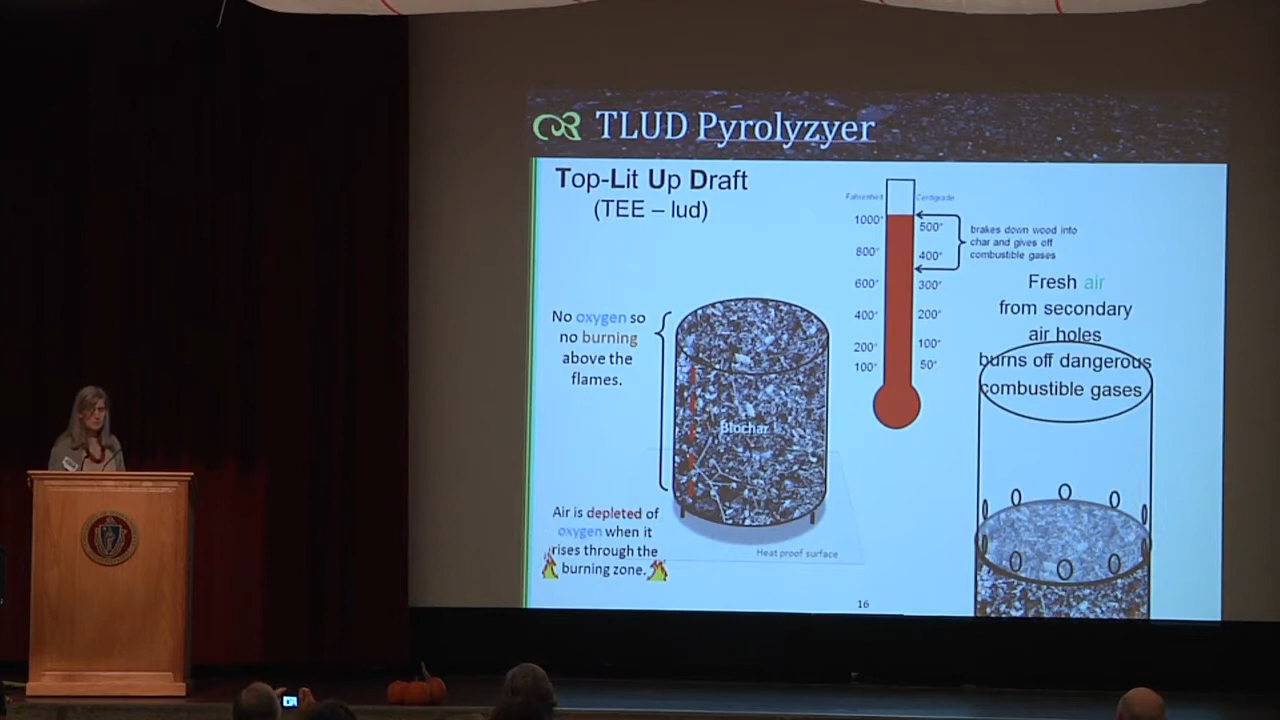 TLUD Pyrolyzyer
Top-Lit Up Draft
(TEE – lud)
Fahrenheit
Centigrade
1000°
800°
600°
400°
200°
100°
500°
400°
300°
200°
100°
50°
brakes down wood into
char and gives off
combustible gases
Fresh air
from secondary
air holes
burns off dangerous
combustible gases
No oxygen so
no burning
above the
flames.
Biochar
Air is depleted of
oxygen when it
rises through the
burning zone.
Heat proof surface
16